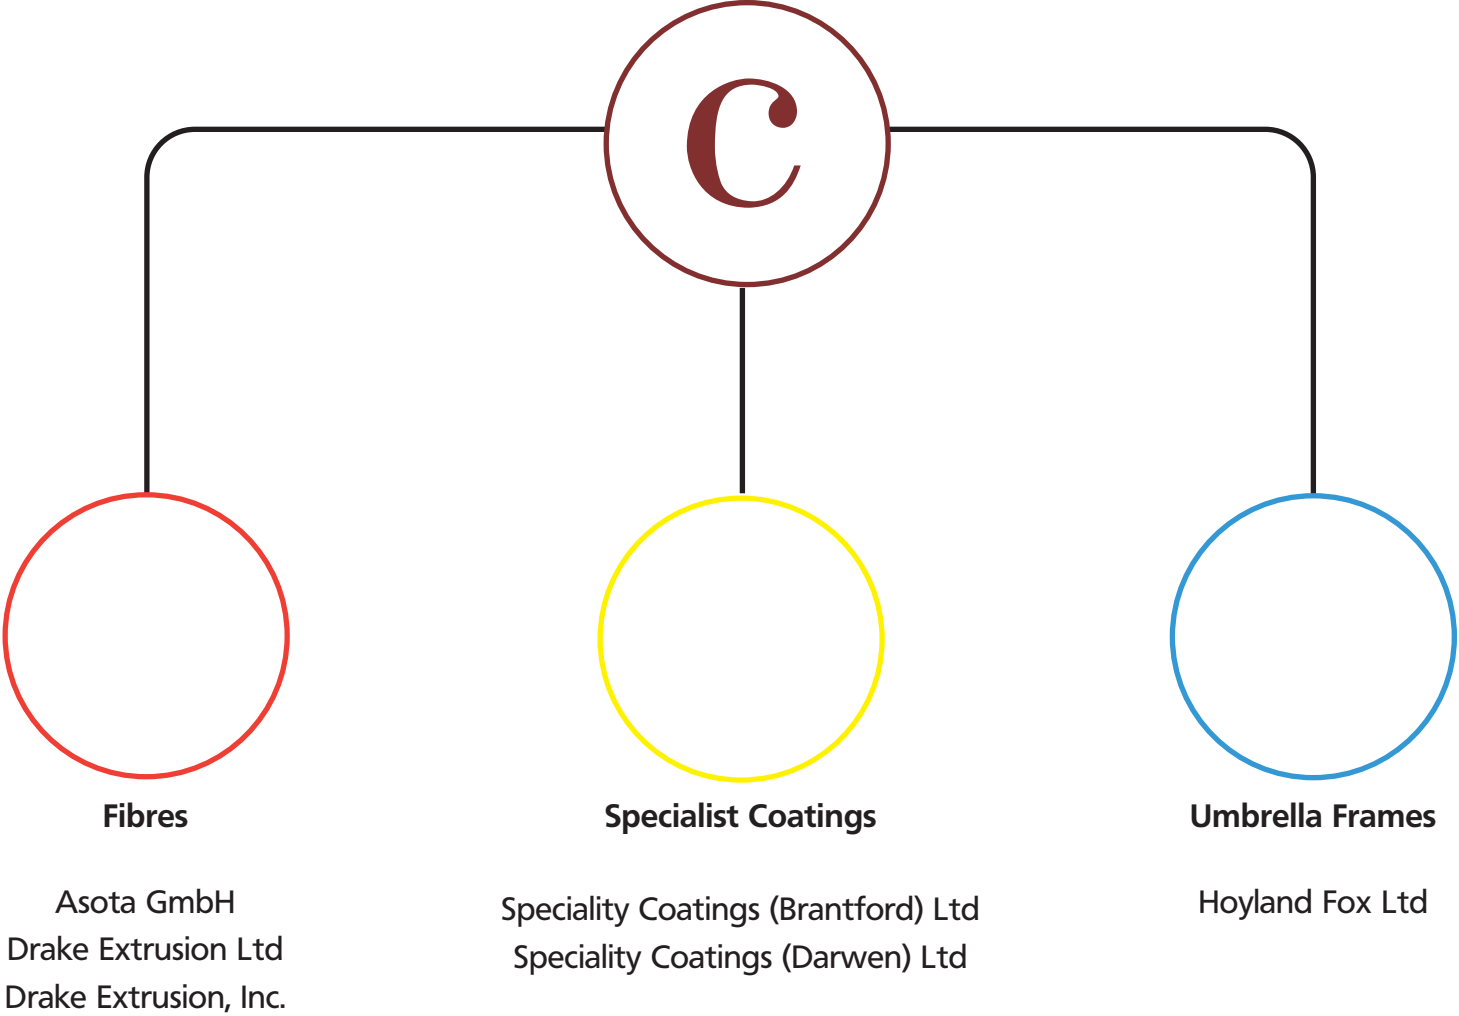 C
Fibres
Asota GmbH
Drake Extrusion Ltd
Drake Extrusion, Inc.
Specialist Coatings
Speciality Coatings (Brantford) Ltd
Speciality Coatings (Darwen) Ltd
Umbrella Frames
Hoyland Fox Ltd